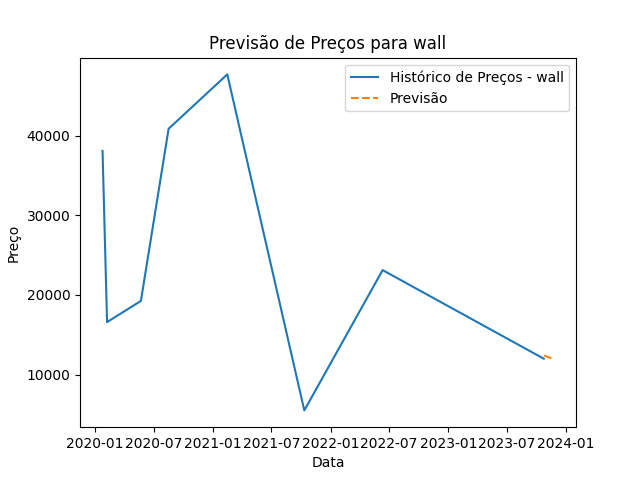 Previsão de Preços para wall
Histórico de Preços - wall
Previsão
Preço
40000
30000
20000
10000
2020-01 2020-07 2021-01 2021-07 2022-01 2022-07 2023-01 2023-07 2024-01
Data